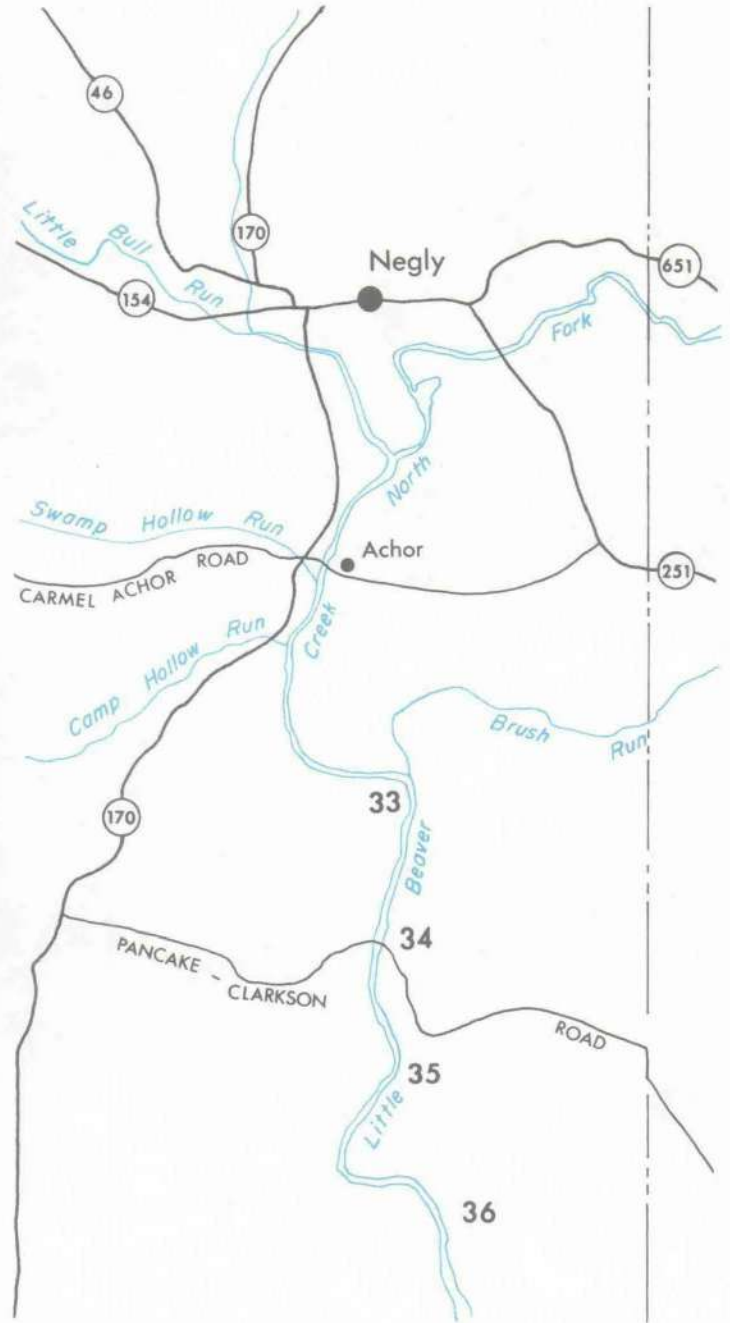 46
Little Bull Run
170
Negly
651
154
Fork
North
Swamp Hollow Run
Achor
CARMEL ACHOR ROAD
251
Creek
Camp Hollow Run
Brush Run
33
170
Beaver
34
PANCAKE - CLARKSON ROAD
35
Little
36